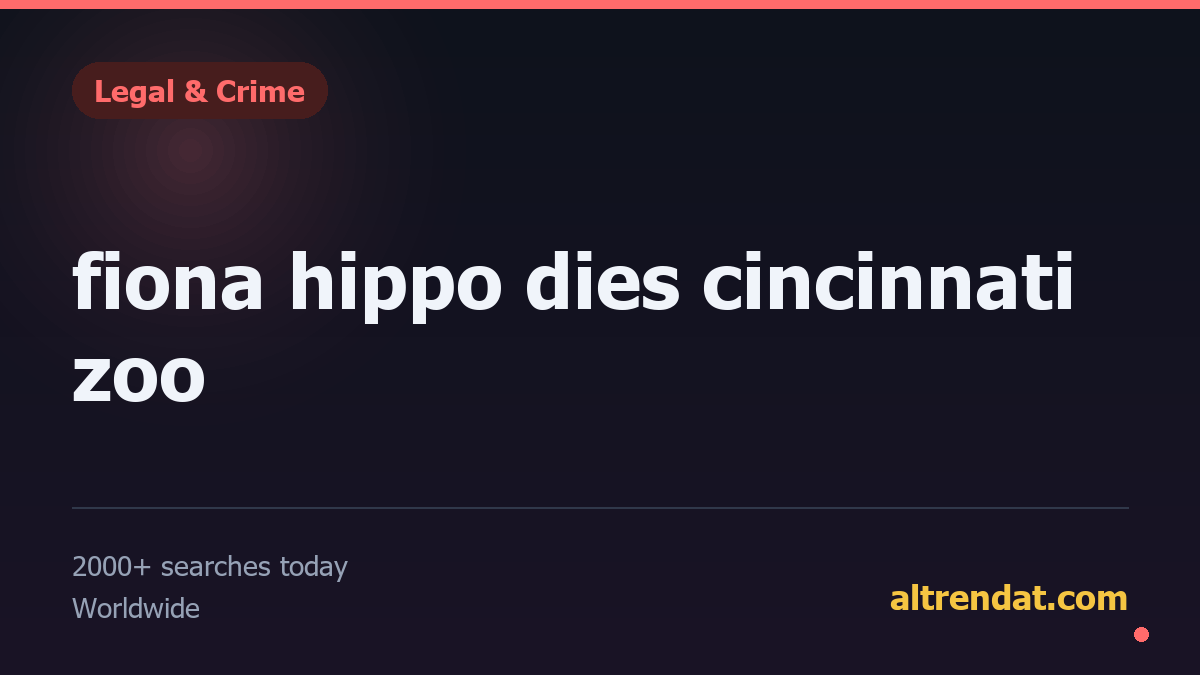 Legal & Crime
fiona hippo dies cincinnati
zoo
2000+ searches today
Worldwide
altrendat.com